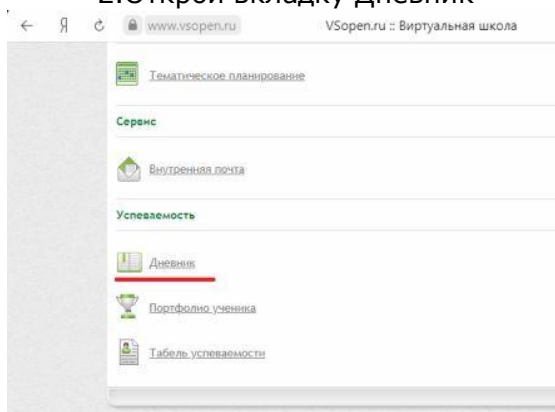 2.Открой вкладку Дневник
www.vsopen.ru VSopen.ru :: Виртуальная школа
Тематическое планирование
Сервис
Внутренняя почта
Успеваемость
Дневник
Портфолио ученика
Табель успеваемости